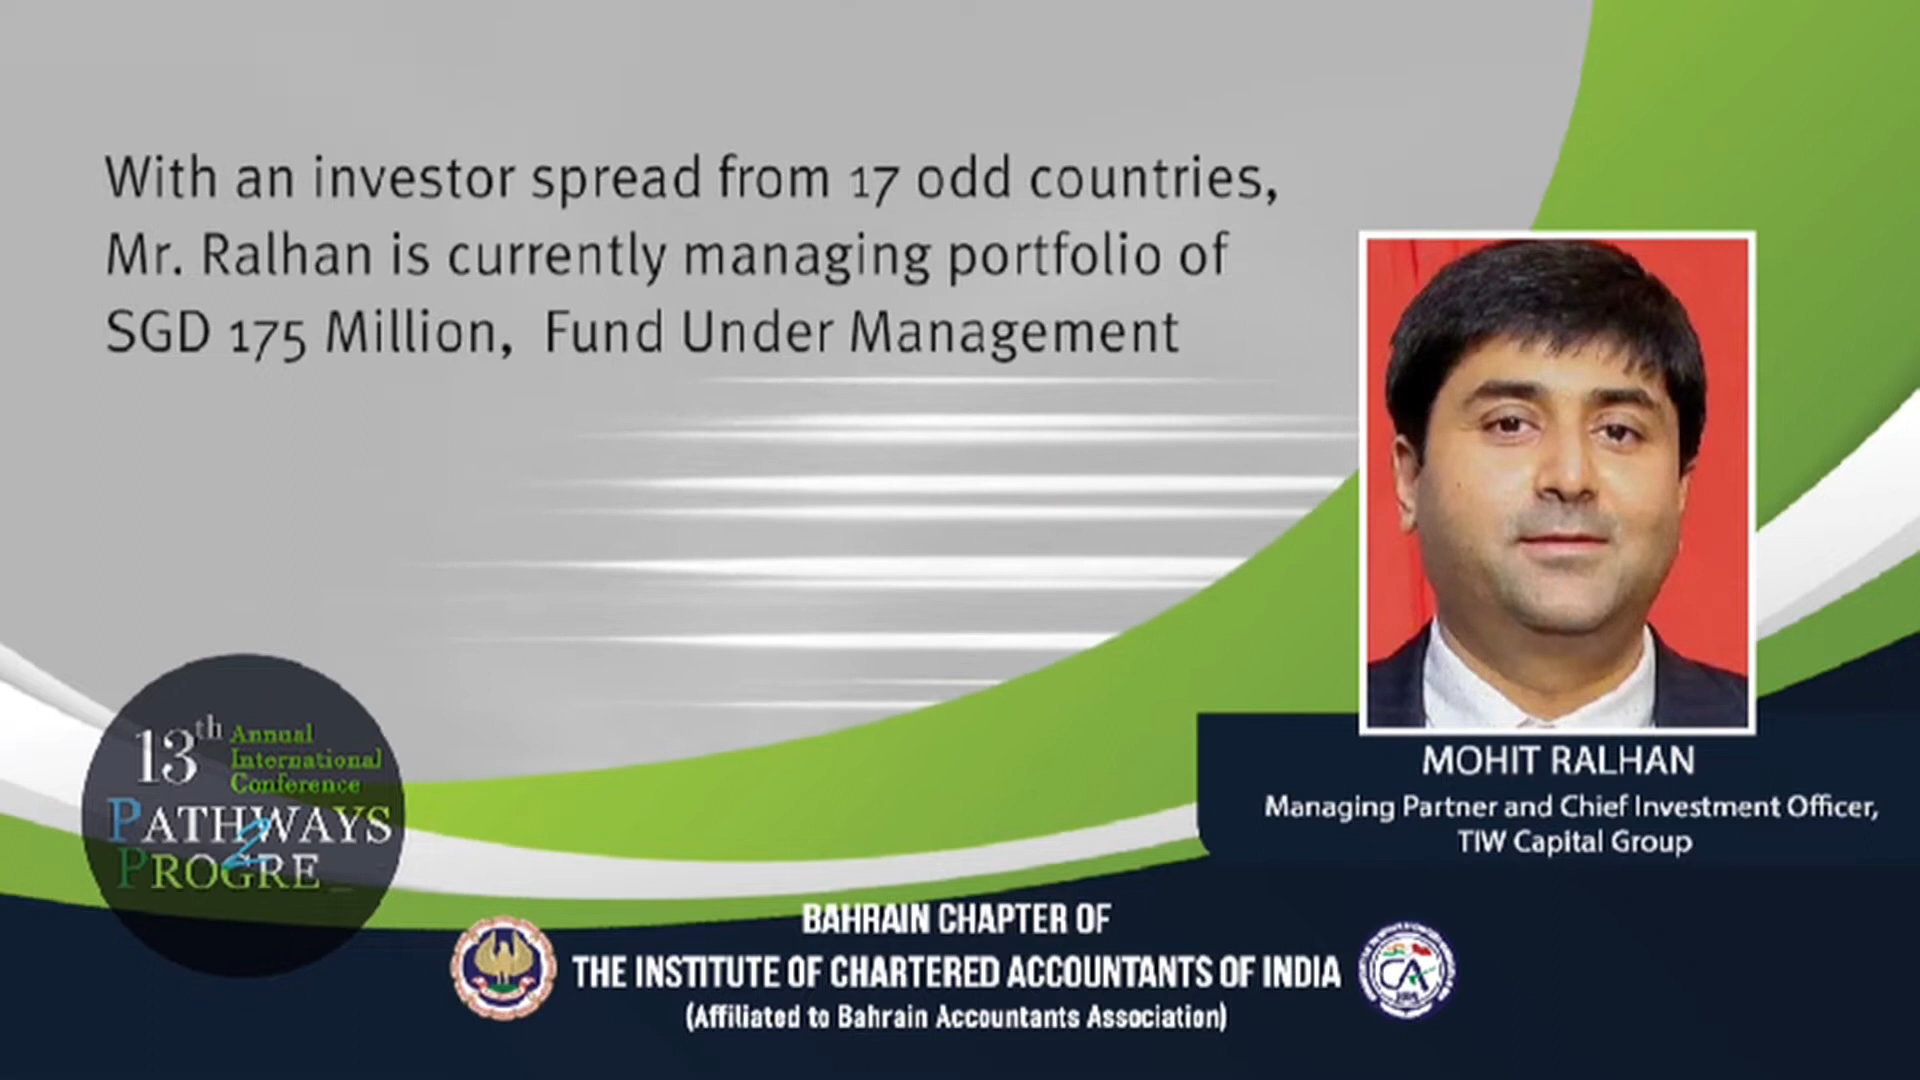 With an investor spread from 17 odd countries,
Mr. Ralhan is currently managing portfolio of
SGD 175 Million, Fund Under Management
MOHIT RALHAN
Managing Partner and Chief Investment Officer,
TIW Capital Group
13th Annual
International
Conference
PATHWAYS
2
PROGRE
BAHRAIN CHAPTER OF
THE INSTITUTE OF CHARTERED ACCOUNTANTS OF INDIA
(Affiliated to Bahrain Accountants Association)
CA